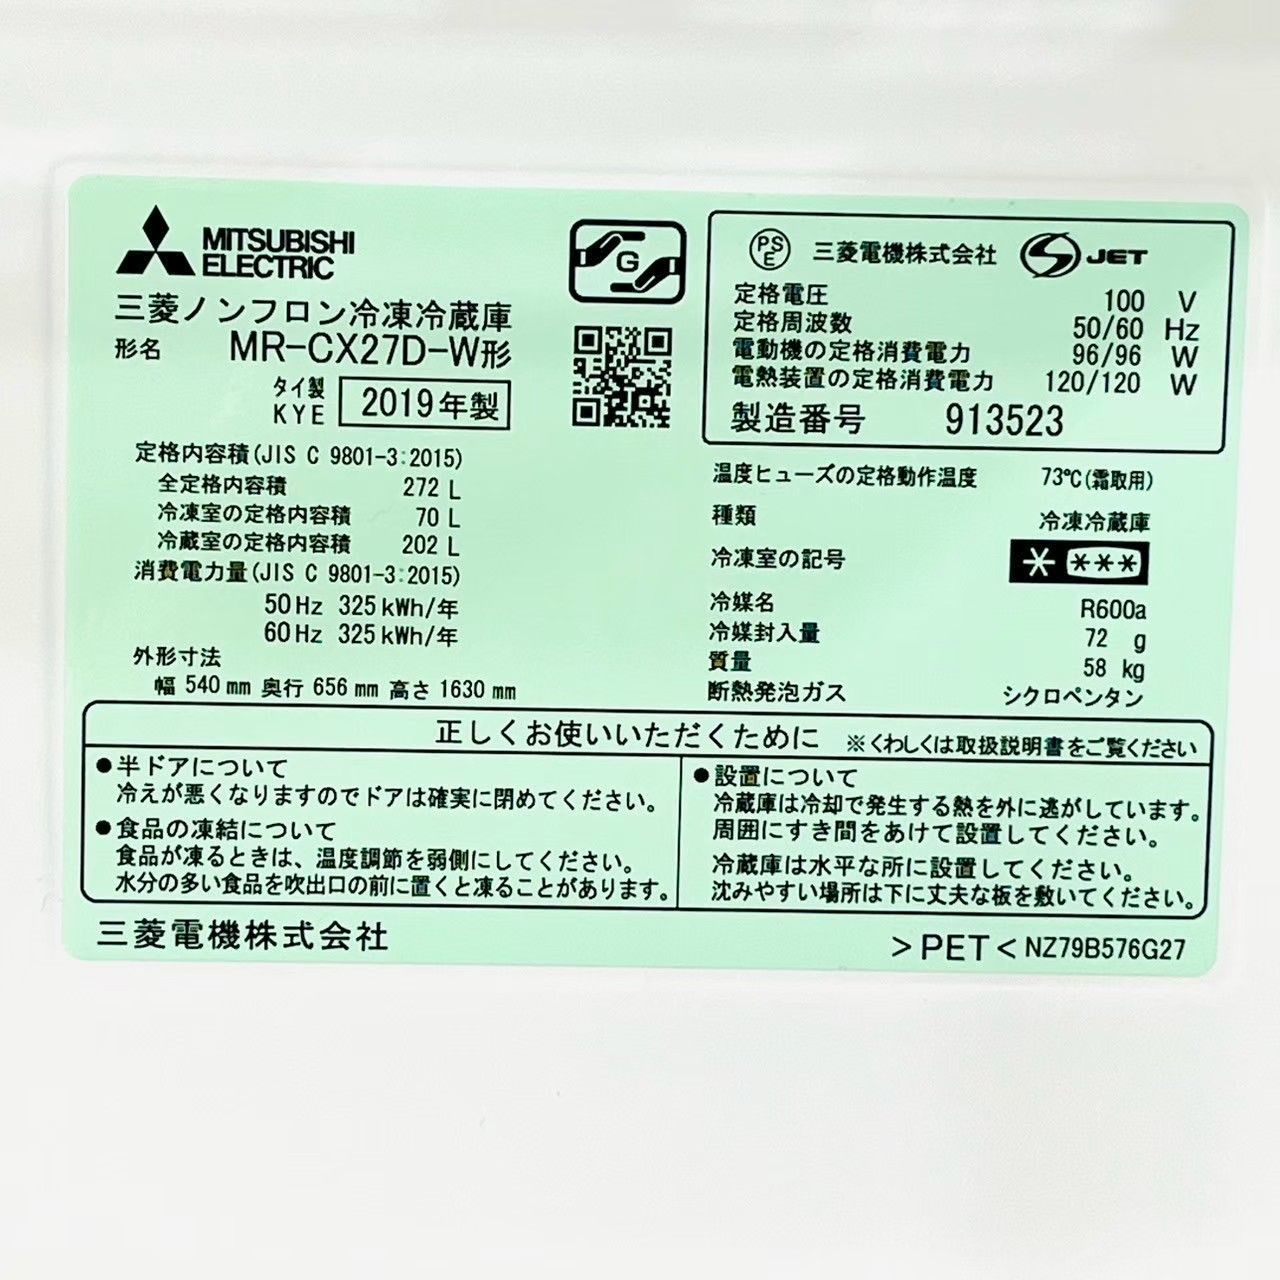 MITSUBISHI
ELECTRIC
三菱ノンフロン冷凍冷蔵庫
形名 MR-CX27D-W形
タイ製
KYE
2019年製
G
定格内容積(JIS C 9801-3:2015)
全定格内容積 272 L
冷凍室の定格内容積 70 L
冷蔵室の定格内容積 202 L
消費電力量(JIS C 9801-3:2015)
50Hz 325kWh/年
60Hz 325kWh/年
外形寸法
幅 540mm 奥行 656mm 高さ 1630mm
PS
E
三菱電機株式会社
JET
定格電圧 100 V
定格周波数 50/60 Hz
電動機の定格消費電力 96/96 W
電熱装置の定格消費電力 120/120 W
製造番号 913523
温度ヒューズの定格動作温度 73℃(霜取用)
種類 冷凍冷蔵庫
冷凍室の記号
冷媒名 R600a
冷媒封入量 72 g
質量 58 kg
断熱発泡ガス シクロペンタン
正しくお使いいただくために ※くわしくは取扱説明書をご覧ください
●半ドアについて
冷えが悪くなりますのでドアは確実に閉めてください。
●食品の凍結について
食品が凍るときは、温度調節を弱側にしてください。
水分の多い食品を吹出口の前に置くと凍ることがあります。
●設置について
冷蔵庫は冷却で発生する熱を外に逃がしています。
周囲にすき間をあけて設置してください。
冷蔵庫は水平な所に設置してください。
沈みやすい場所は下に丈夫な板を敷いてください。
三菱電機株式会社
>PET< NZ79B576G27